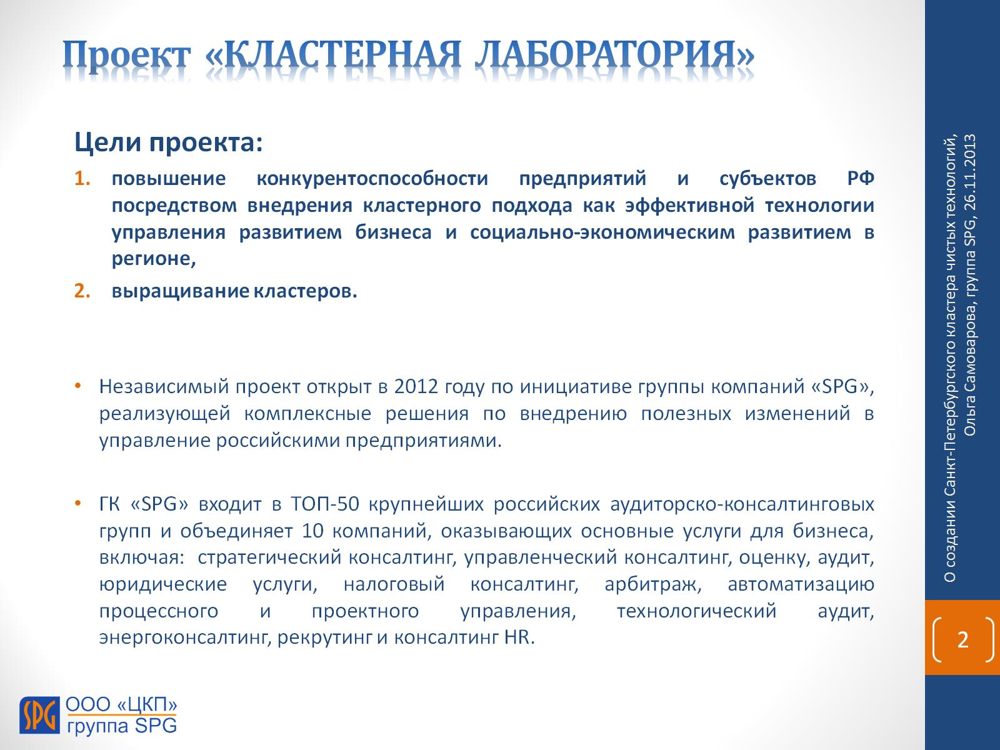 Проект «КЛАСТЕРНАЯ ЛАБОРАТОРИЯ»
Цели проекта:
1. повышение конкурентоспособности предприятий и субъектов РФ
посредством внедрения кластерного подхода как эффективной технологии
управления развитием бизнеса и социально-экономическим развитием в
регионе,
2. выращивание кластеров.
• Независимый проект открыт в 2012 году по инициативе группы компаний «SPG»,
реализующей комплексные решения по внедрению полезных изменений в
управление российскими предприятиями.
• ГК «SPG» входит в ТОП-50 крупнейших российских аудиторско-консалтинговых
групп и объединяет 10 компаний, оказывающих основные услуги для бизнеса,
включая: стратегический консалтинг, управленческий консалтинг, оценку, аудит,
юридические услуги, налоговый консалтинг, арбитраж, автоматизацию
процессного и проектного управления, технологический аудит,
энергоконсалтинг, рекрутинг и консалтинг HR.
О создании Санкт-Петербургского кластера чистых технологий,
Ольга Самоварова, группа SPG, 26.11.2013
2
SPG
ООО «ЦКП»
группа SPG